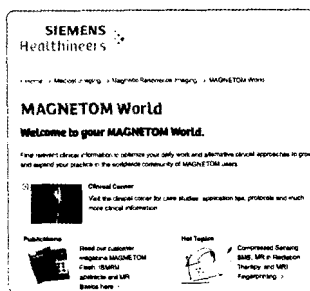 SIEMENS
Healthineers
Home > Medical Imaging > Magnetic Resonance Imaging > MAGNETOM World
MAGNETOM World
Welcome to your MAGNETOM World.
Find relevant clinical information to optimize your daily work and alternative clinical approaches to grow
and expand your practice in the worldwide community of MAGNETOM users.
Clinical Corner
Visit the clinical corner for case studies, application tips, protocols and much
more clinical information
Publications
Read our customer
magazine MAGNETOM
Flash, ISMRM
abstracts and MR
Basics here
Hot Topics
Compressed Sensing
SMS, MR in Radiation
Therapy and MR
Fingerprinting >